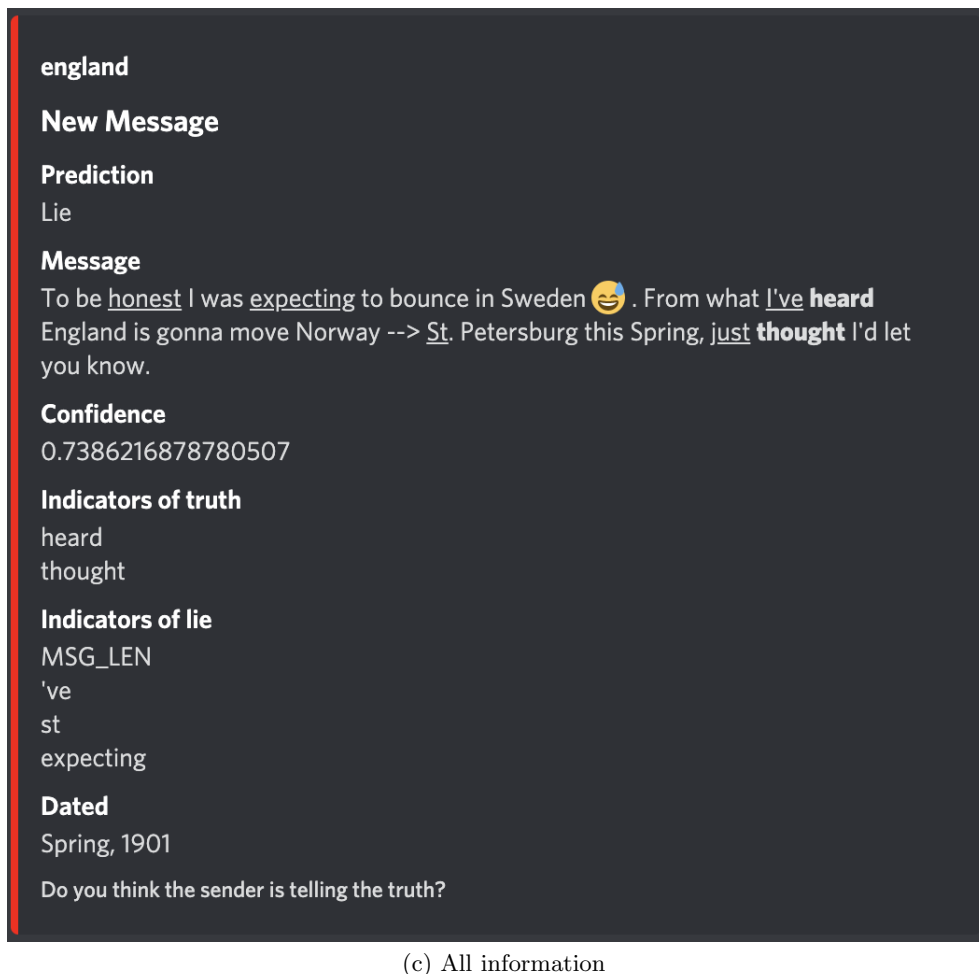 england
New Message
Prediction
Lie
Message
To be honest I was expecting to bounce in Sweden 😅 . From what I've heard
England is gonna move Norway --> St. Petersburg this Spring, just thought I'd let
you know.
Confidence
0.7386216878780507
Indicators of truth
heard
thought
Indicators of lie
MSG_LEN
've
st
expecting
Dated
Spring, 1901
Do you think the sender is telling the truth?
(c) All information